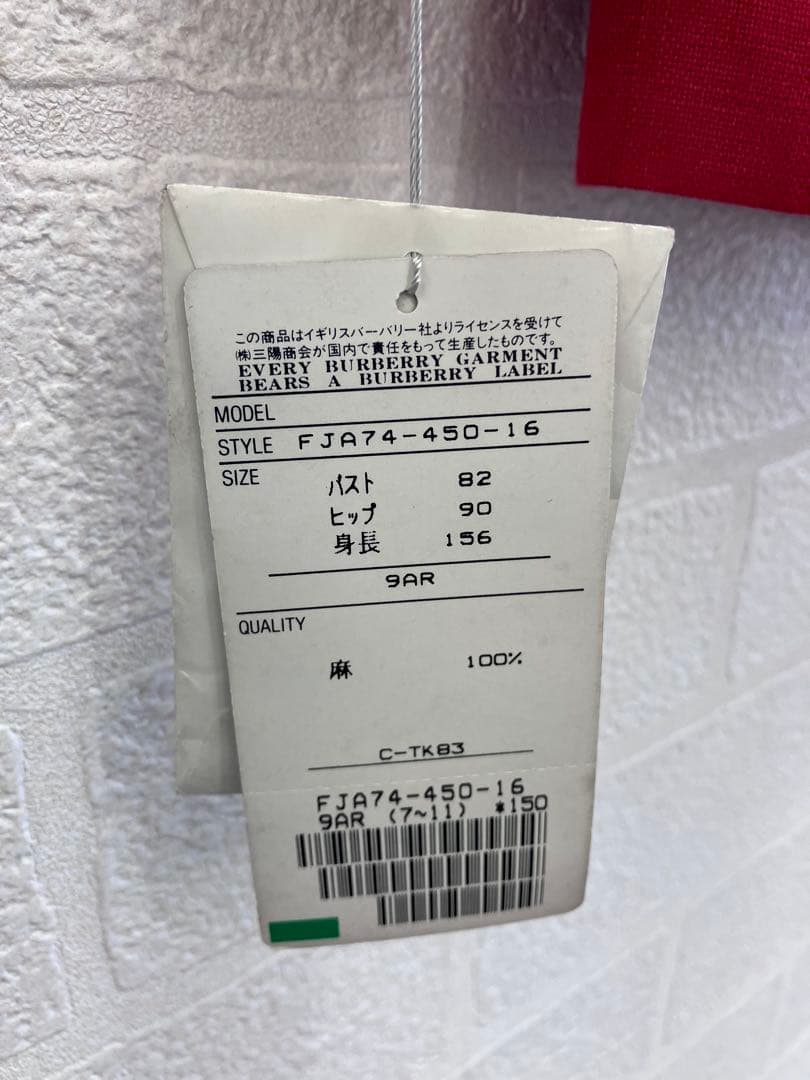 この商品はイギリスバーバリー社よりライセンスを受けて
㈱三陽商会が国内で責任をもって生産したものです。
EVERY BURBERRY GARMENT
BEARS A BURBERRY LABEL
MODEL
STYLE FJA74-450-16
SIZE バスト 82
ヒップ 90
身長 156
9AR
QUALITY
麻 100%
C-TK83
FJA74-450-16
9AR (7~11) *150